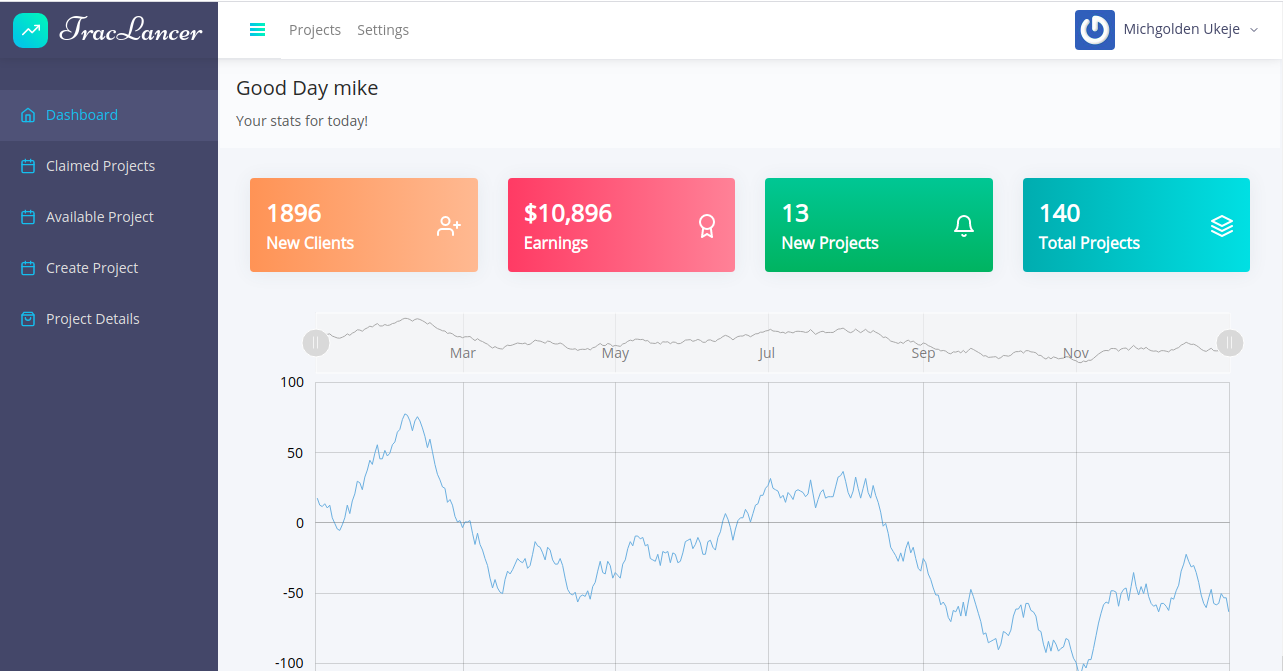 TracLancer
Projects Settings
Michgolden Ukeje
Good Day mike
Your stats for today!
Dashboard
Claimed Projects
Available Project
Create Project
Project Details
1896
New Clients
$10,896
Earnings
13
New Projects
140
Total Projects
Mar May Jul Sep Nov
100
50
0
-50
-100